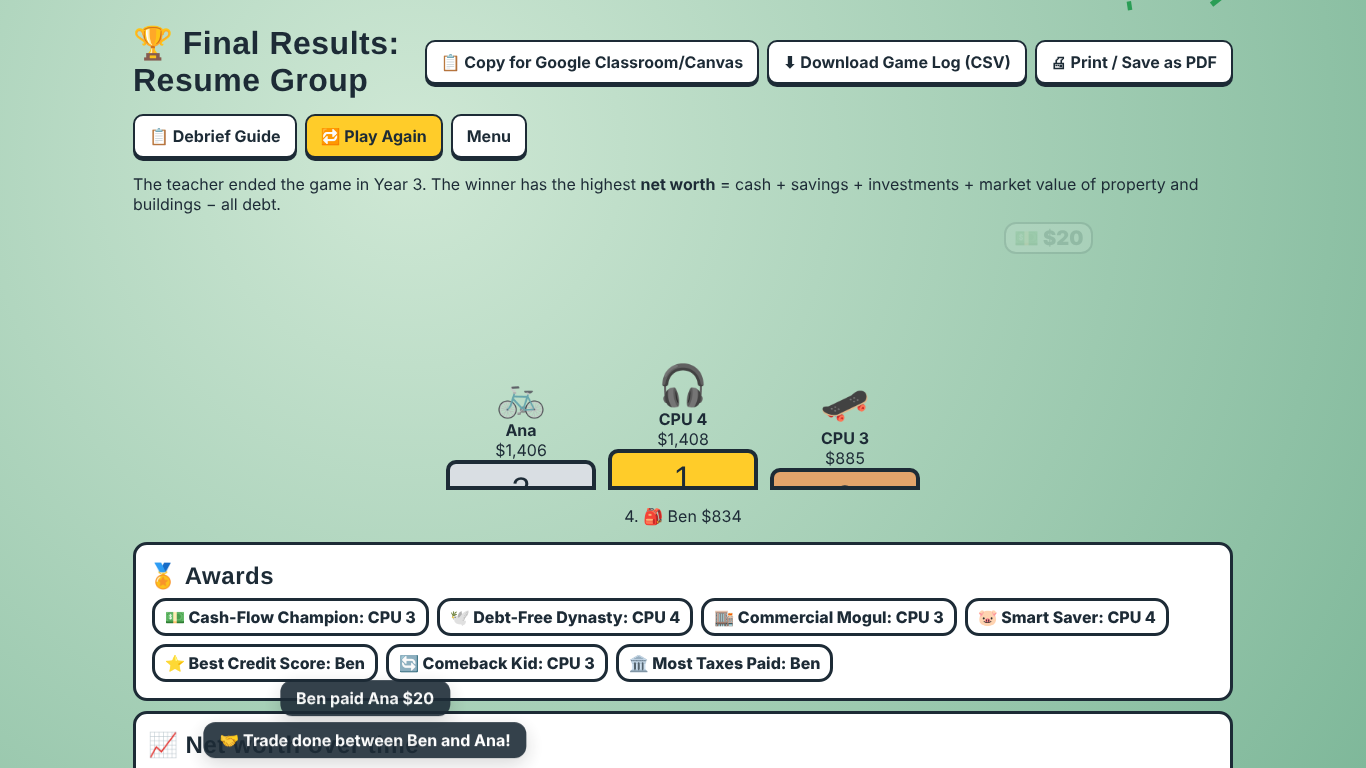 🏆 Final Results:
Resume Group
📋 Copy for Google Classroom/Canvas
⬇ Download Game Log (CSV)
🖨 Print / Save as PDF
📋 Debrief Guide
🔁 Play Again
Menu
The teacher ended the game in Year 3. The winner has the highest net worth = cash + savings + investments + market value of property and
buildings − all debt.
💵 $20
Ana
$1,406
CPU 4
$1,408
CPU 3
$885
2
1
4. 🎒 Ben $834
🏅 Awards
💵 Cash-Flow Champion: CPU 3
🕊️ Debt-Free Dynasty: CPU 4
🏬 Commercial Mogul: CPU 3
🐷 Smart Saver: CPU 4
⭐ Best Credit Score: Ben
🔄 Comeback Kid: CPU 3
🏛️ Most Taxes Paid: Ben
Ben paid Ana $20
📈 Net worth over time
🤝 Trade done between Ben and Ana!